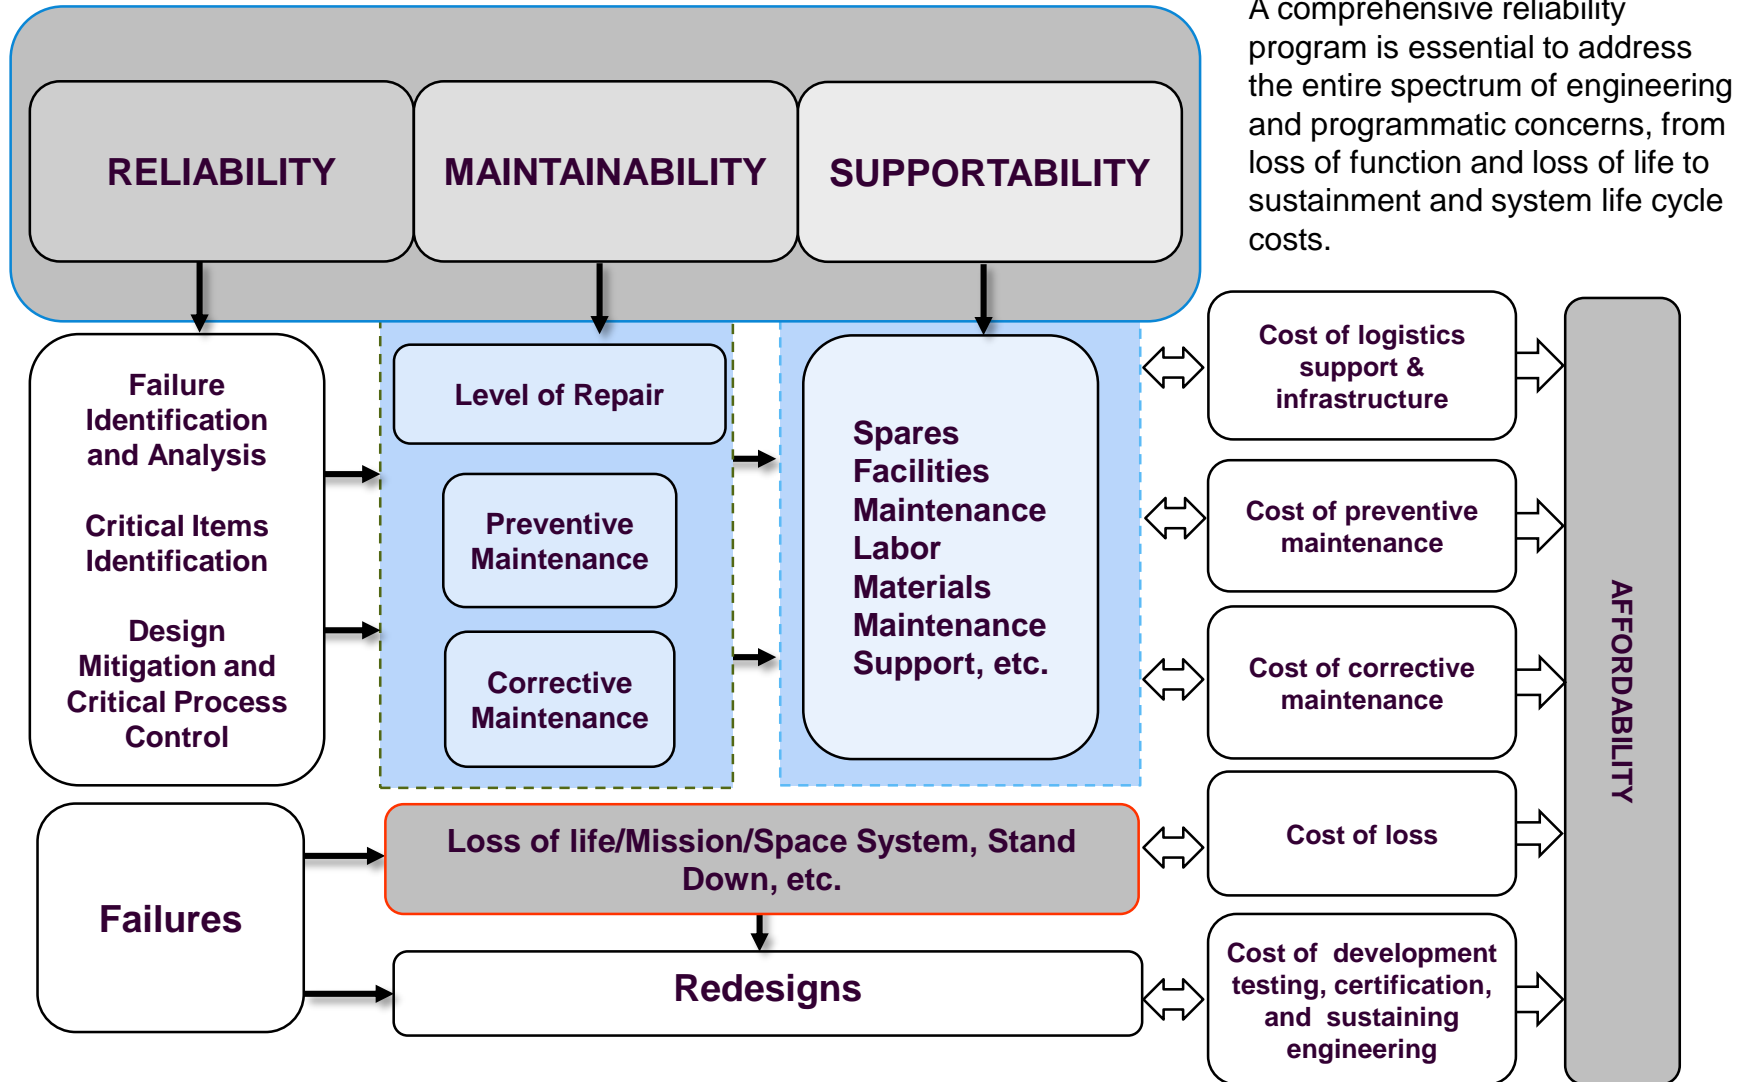 A comprehensive reliability
program is essential to address
the entire spectrum of engineering
and programmatic concerns, from
loss of function and loss of life to
sustainment and system life cycle
costs.
RELIABILITY
MAINTAINABILITY
SUPPORTABILITY
Failure
Identification
and Analysis
Critical Items
Identification
Design
Mitigation and
Critical Process
Control
Level of Repair
Preventive
Maintenance
Corrective
Maintenance
Spares
Facilities
Maintenance
Labor
Materials
Maintenance
Support, etc.
Cost of logistics
support &
infrastructure
Cost of preventive
maintenance
Cost of corrective
maintenance
Cost of loss
Cost of development
testing, certification,
and sustaining
engineering
AFFORDABILITY
Failures
Loss of life/Mission/Space System, Stand
Down, etc.
Redesigns